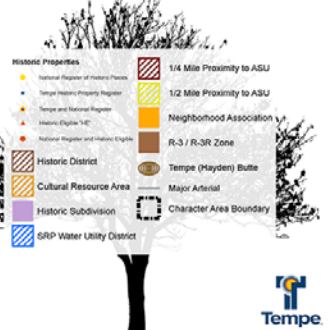 Historic Properties
National Register of Historic Places
Tempe Historic Property Register
Tempe and National Register
Historic Eligible "HE"
National Register and Historic Eligible
Historic District
Cultural Resource Area
Historic Subdivision
SRP Water Utility District
1/4 Mile Proximity to ASU
1/2 Mile Proximity to ASU
Neighborhood Association
R-3 / R-3R Zone
Tempe (Hayden) Butte
Major Arterial
Character Area Boundary
Tempe